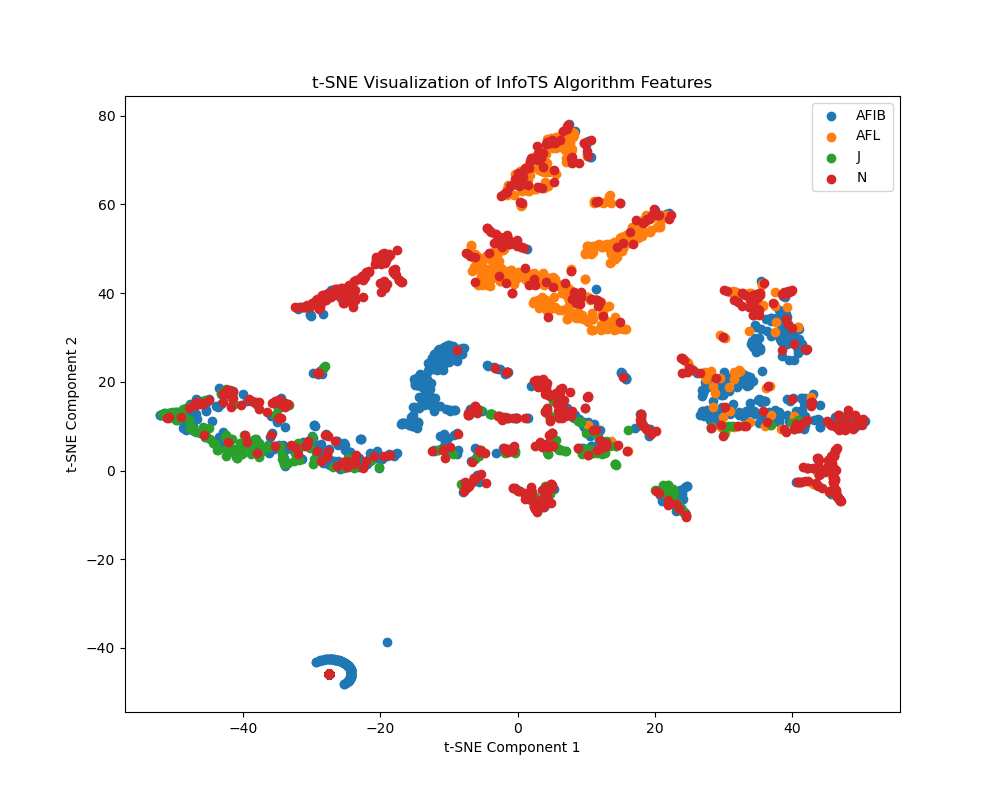 t-SNE Visualization of InfoTS Algorithm Features
AFIB
AFL
J
N
80
60
40
20
0
−20
−40
t-SNE Component 2
−40
−20
0
20
40
t-SNE Component 1